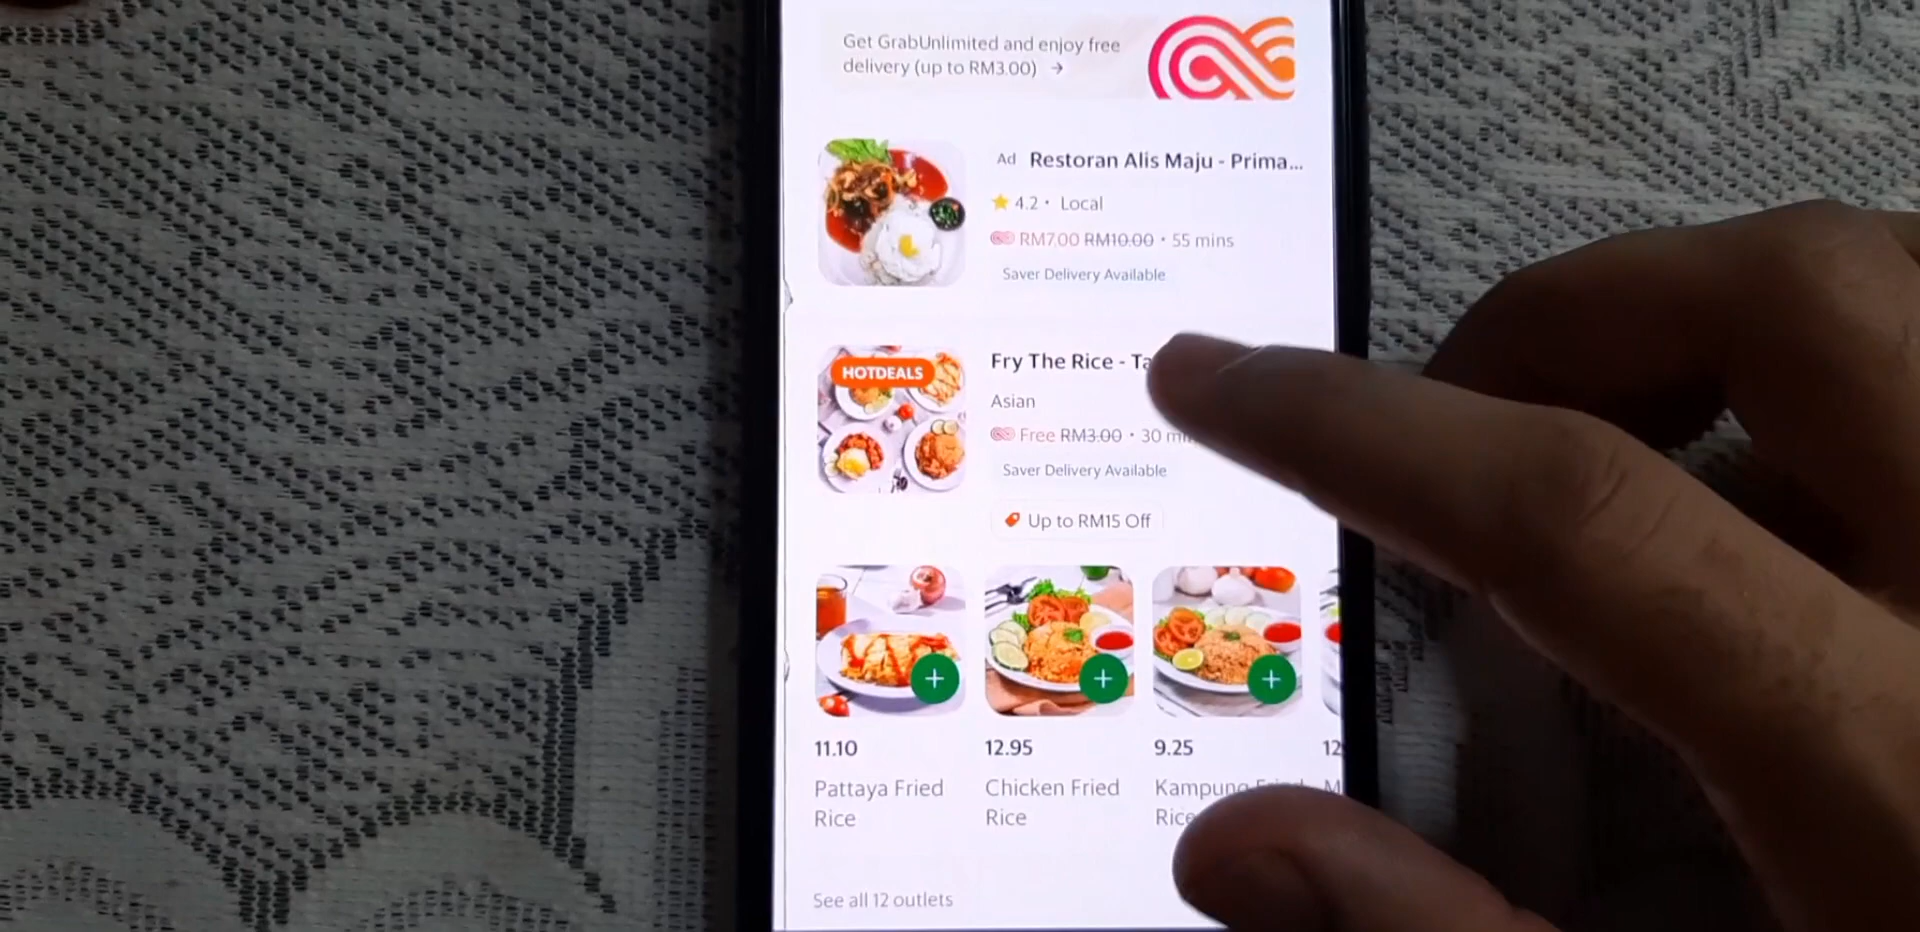 Get GrabUnlimited and enjoy free
delivery (up to RM3.00) →
Ad Restoran Alis Maju - Prima...
4.2 • Local
RM7.00 RM10.00 • 55 mins
Saver Delivery Available
HOTDEALS
Fry The Rice -
Asian
Free RM3.00 • 30
Saver Delivery Available
Up to RM15 Off
11.10
12.95
9.25
Pattaya Fried
Rice
Chicken Fried
Rice
Kampung Fried
Rice
See all 12 outlets